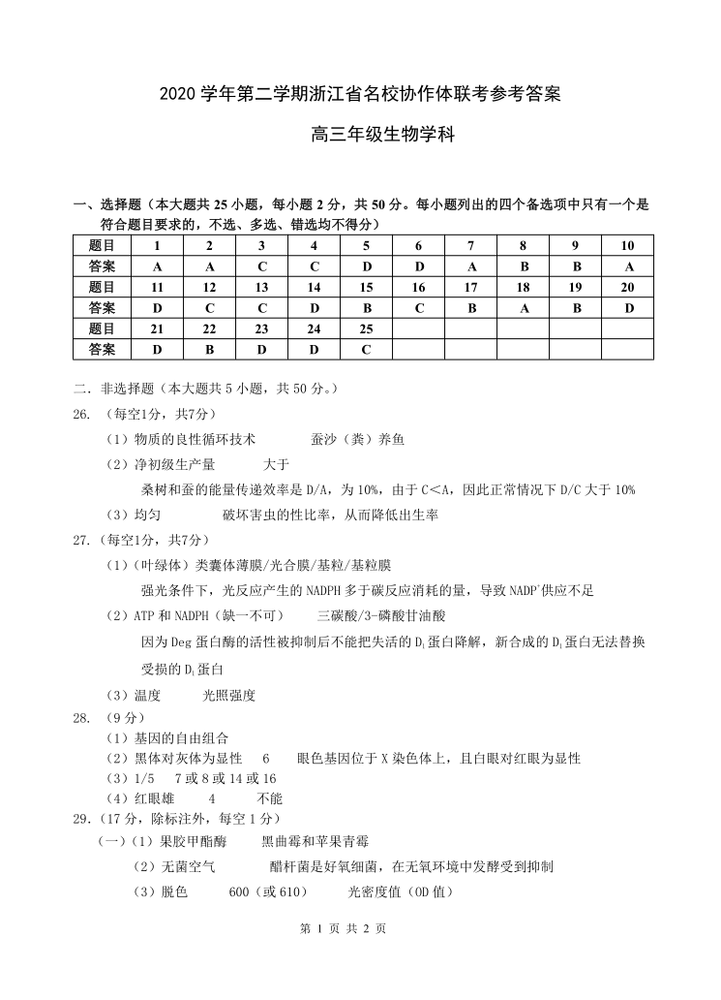 2020 学年第二学期浙江省名校协作体联考参考答案
高三年级生物学科
一、选择题（本大题共 25 小题，每小题 2 分，共 50 分。每小题列出的四个备选项中只有一个是
符合题目要求的，不选、多选、错选均不得分）
题目 1 2 3 4 5 6 7 8 9 10
答案 A A C C D D A B B A
题目 11 12 13 14 15 16 17 18 19 20
答案 D C C D B C B A B D
题目 21 22 23 24 25
答案 D B D D C
二．非选择题（本大题共 5 小题，共 50 分。）
26. （每空1分，共7分）
（1）物质的良性循环技术 蚕沙（粪）养鱼
（2）净初级生产量 大于
桑树和蚕的能量传递效率是 D/A，为 10%，由于 C＜A，因此正常情况下 D/C 大于 10%
（3）均匀 破坏害虫的性比率，从而降低出生率
27.（每空1分，共7分）
（1）（叶绿体）类囊体薄膜/光合膜/基粒/基粒膜
强光条件下，光反应产生的 NADPH 多于碳反应消耗的量，导致 NADP⁺供应不足
（2）ATP 和 NADPH（缺一不可） 三碳酸/3-磷酸甘油酸
因为 Deg 蛋白酶的活性被抑制后不能把失活的 D₁蛋白降解，新合成的 D₁蛋白无法替换
受损的 D₁蛋白
（3）温度 光照强度
28. （9 分）
（1）基因的自由组合
（2）黑体对灰体为显性 6 眼色基因位于 X 染色体上，且白眼对红眼为显性
（3）1/5 7 或 8 或 14 或 16
（4）红眼雄 4 不能
29.（17 分，除标注外，每空 1 分）
（一）（1）果胶甲酯酶 黑曲霉和苹果青霉
（2）无菌空气 醋杆菌是好氧细菌，在无氧环境中发酵受到抑制
（3）脱色 600（或 610） 光密度值（OD 值）
第 1 页 共 2 页